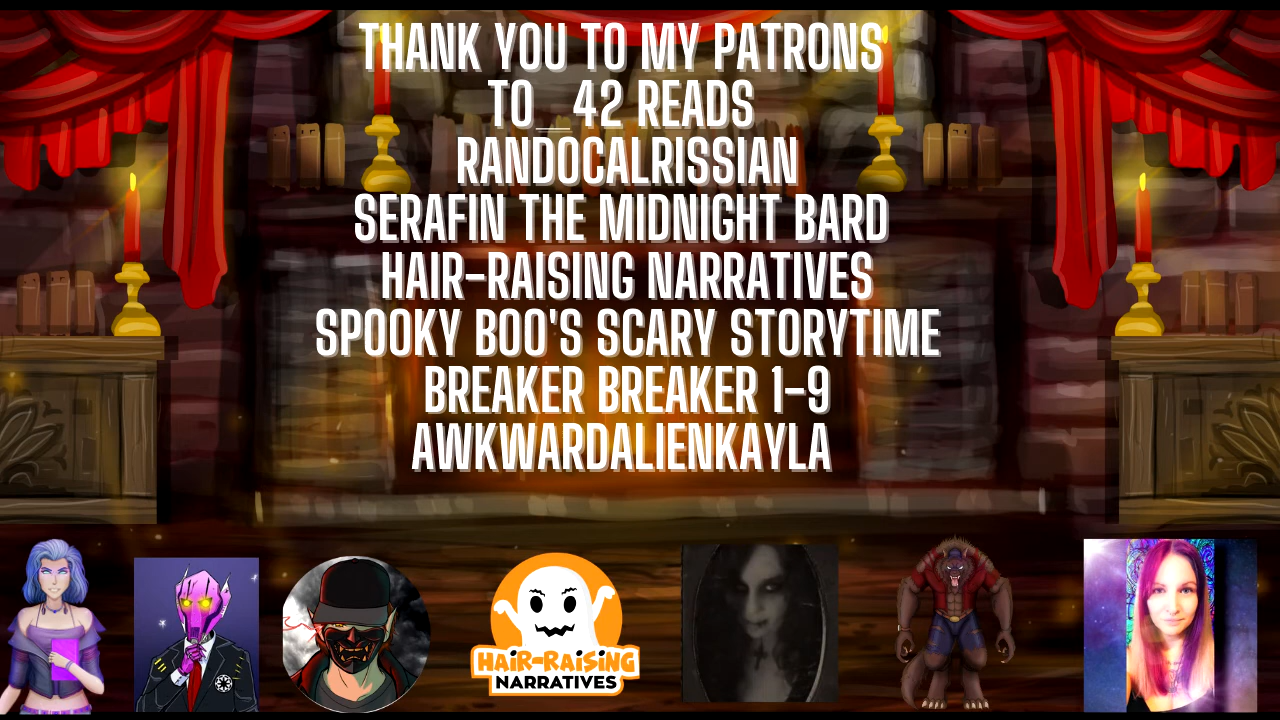 THANK YOU TO MY PATRONS
TO_42 READS
RANDOCALRISSIAN
SERAFIN THE MIDNIGHT BARD
HAIR-RAISING NARRATIVES
SPOOKY BOO'S SCARY STORYTIME
BREAKER BREAKER 1-9
AWKWARDALIENKAYLA
HAIR-RAISING
NARRATIVES